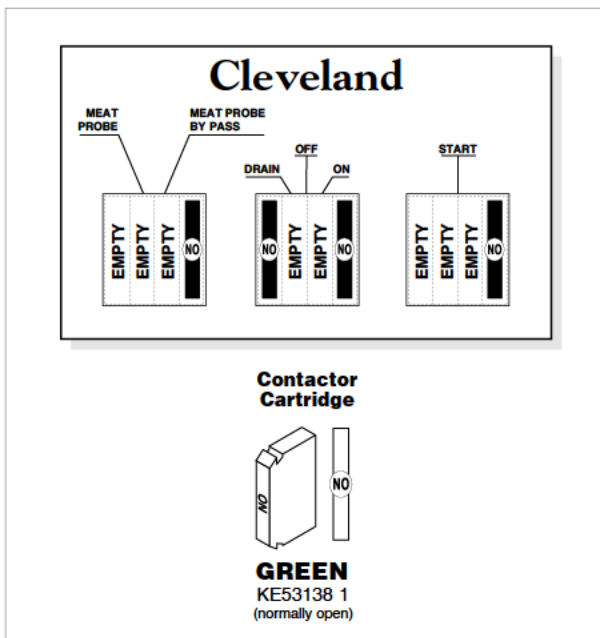 Cleveland
MEAT
PROBE
MEAT PROBE
BY PASS
OFF
DRAIN
ON
START
EMPTY
EMPTY
EMPTY
NO
NO
EMPTY
EMPTY
NO
EMPTY
EMPTY
EMPTY
NO
Contactor
Cartridge
NO
NO
GREEN
KE53138 1
(normally open)